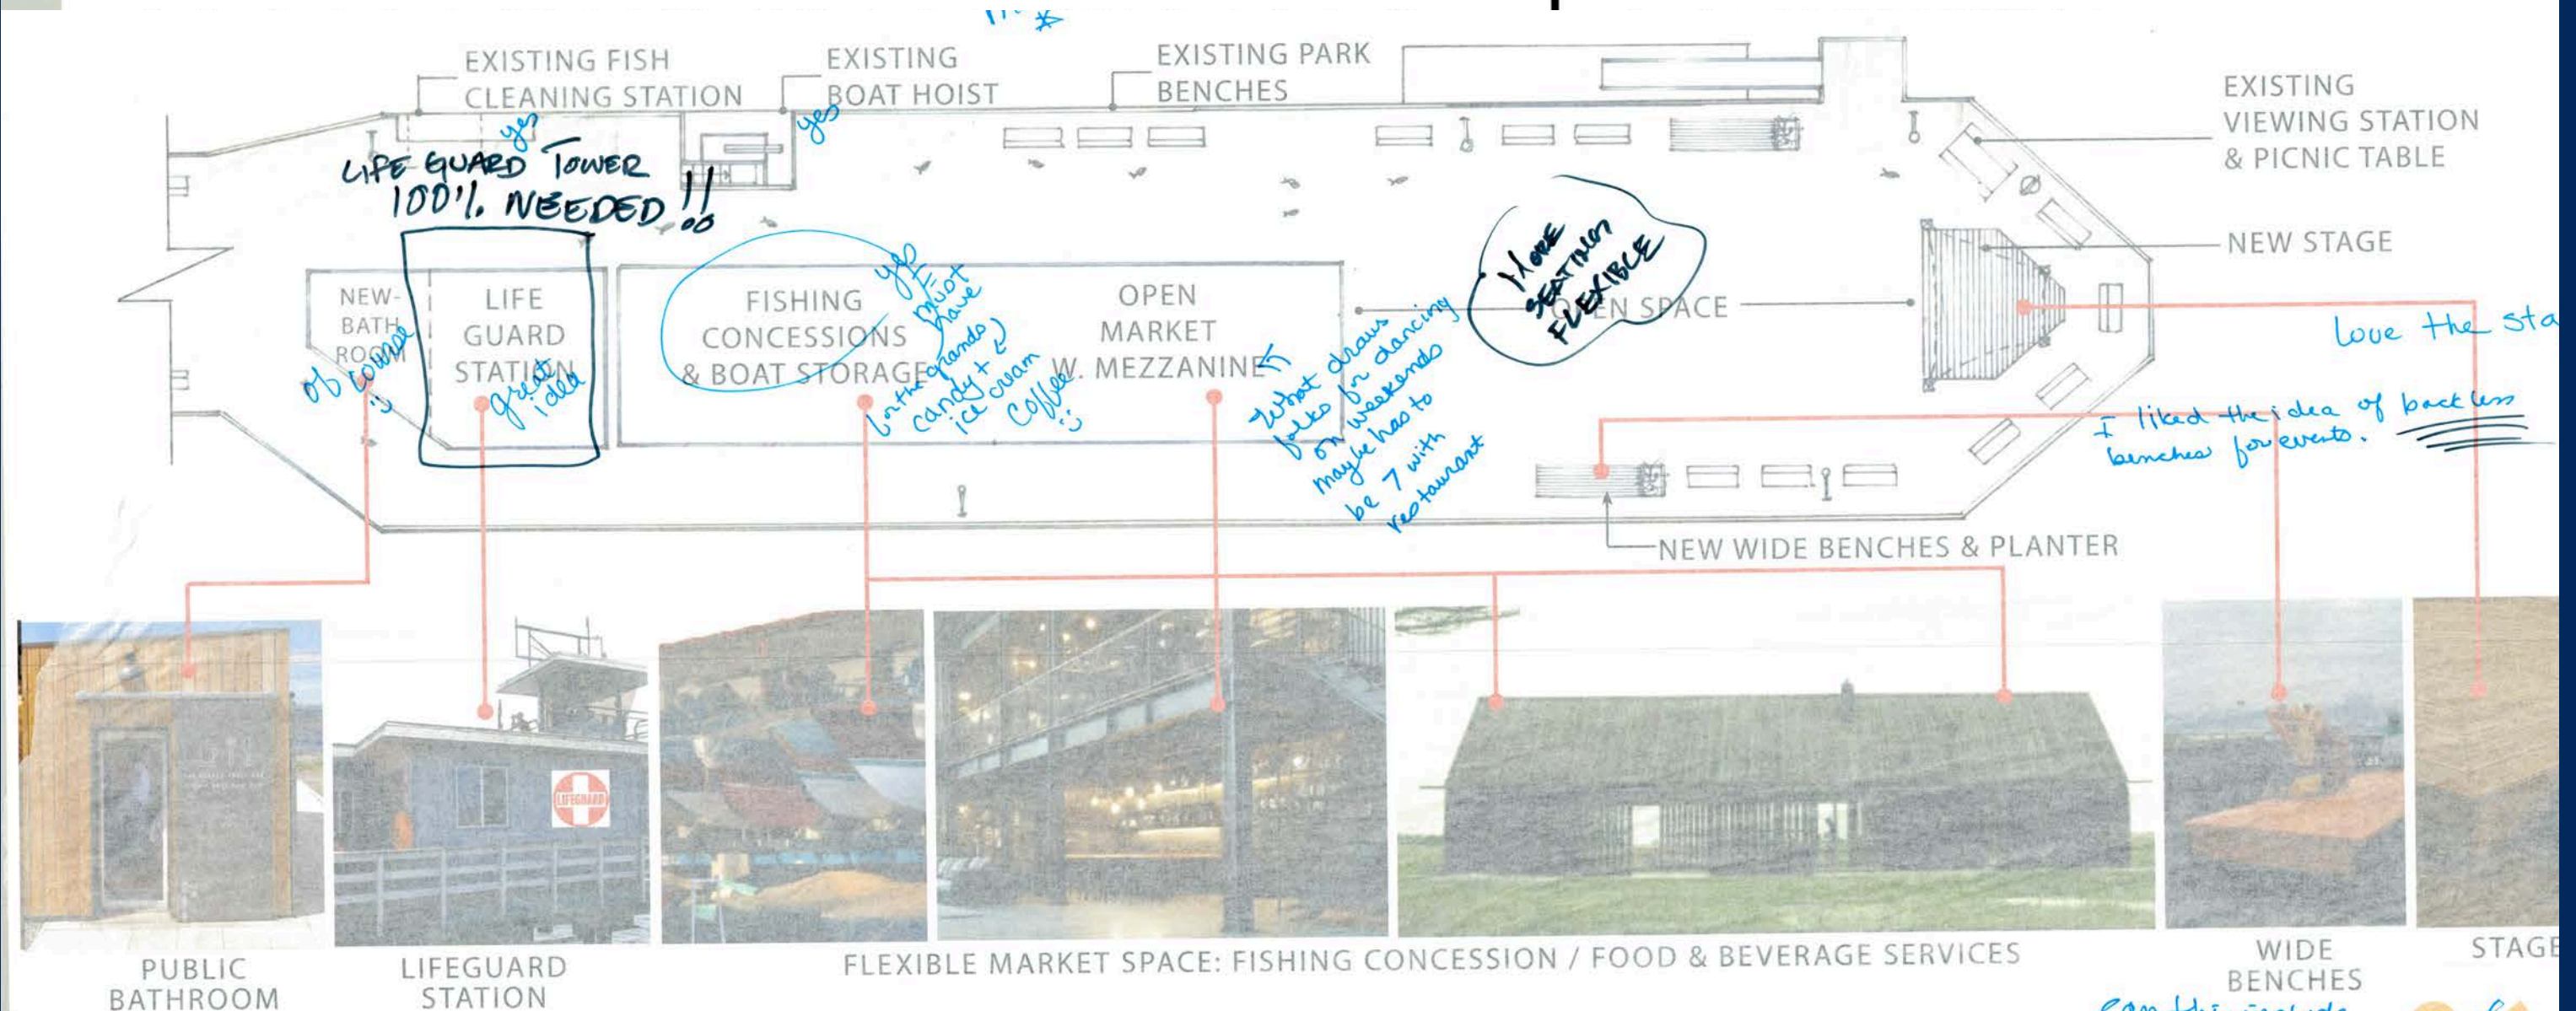 EXISTING FISH
CLEANING STATION
yes
EXISTING
BOAT HOIST
yes
EXISTING PARK
BENCHES
EXISTING
VIEWING STATION
& PICNIC TABLE
LIFE GUARD TOWER
100% NEEDED!!
NEW STAGE
NEW-
BATH
ROOM
of course
LIFE
GUARD
STATION
great
idea
FISHING
CONCESSIONS
& BOAT STORAGE
yes
must
have
for the grands)
candy +
ice cream
Coffee
OPEN
MARKET
W. MEZZANINE
What draws
folks for dancing
on weekends
maybe has to
be 7 with
restaurant
MORE
SEATING
FLEXIBLE
OPEN SPACE
Love the sta
I liked the idea of backless
benches for events.
NEW WIDE BENCHES & PLANTER
LIFEGUARD
PUBLIC
BATHROOM
LIFEGUARD
STATION
FLEXIBLE MARKET SPACE: FISHING CONCESSION / FOOD & BEVERAGE SERVICES
WIDE
BENCHES
STAGE